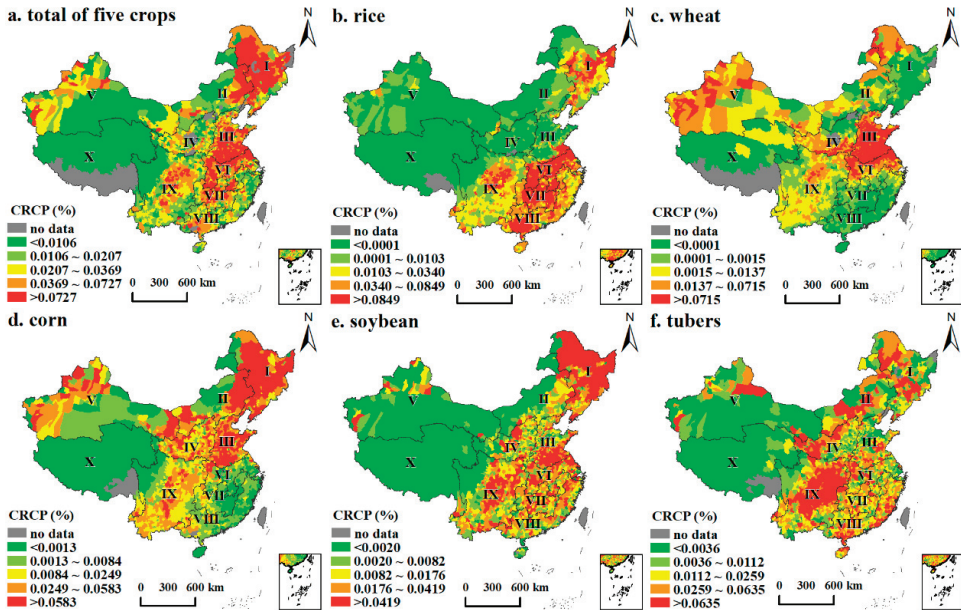 a. total of five crops
N
I
II
III
IV
V
VI
VII
VIII
IX
X
CRCP (%)
no data
<0.0106
0.0106 ~ 0.0207
0.0207 ~ 0.0369
0.0369 ~ 0.0727
>0.0727
0 300 600 km
b. rice
N
I
II
III
IV
V
VI
VII
VIII
IX
X
CRCP (%)
no data
<0.0001
0.0001 ~ 0.0103
0.0103 ~ 0.0340
0.0340 ~ 0.0849
>0.0849
0 300 600 km
c. wheat
N
I
II
III
IV
V
VI
VII
VIII
IX
X
CRCP (%)
no data
<0.0001
0.0001 ~ 0.0015
0.0015 ~ 0.0137
0.0137 ~ 0.0715
>0.0715
0 300 600 km
d. corn
N
I
II
III
IV
V
VI
VII
VIII
IX
X
CRCP (%)
no data
<0.0013
0.0013 ~ 0.0084
0.0084 ~ 0.0249
0.0249 ~ 0.0583
>0.0583
0 300 600 km
e. soybean
N
I
II
III
IV
V
VI
VII
VIII
IX
X
CRCP (%)
no data
<0.0020
0.0020 ~ 0.0082
0.0082 ~ 0.0176
0.0176 ~ 0.0419
>0.0419
0 300 600 km
f. tubers
N
I
II
III
IV
V
VI
VII
VIII
IX
X
CRCP (%)
no data
<0.0036
0.0036 ~ 0.0112
0.0112 ~ 0.0259
0.0259 ~ 0.0635
>0.0635
0 300 600 km